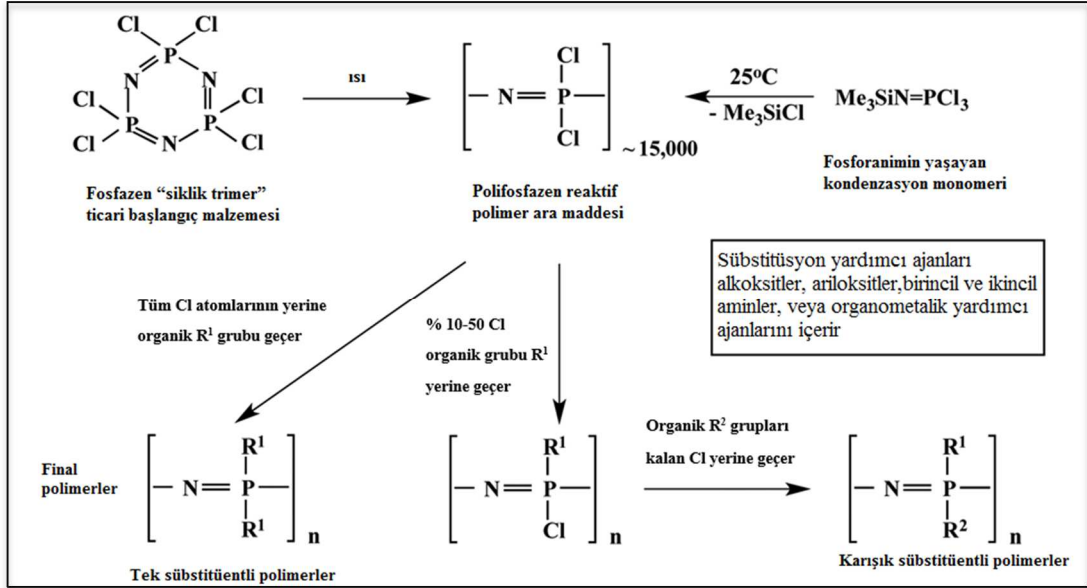 Cl Cl
P
N N
Cl Cl
P P
Cl N Cl
Fosfazen “siklik trimer”
ticari başlangıç malzemesi
ısı
Cl
— N = P —
Cl
~15,000
Polifosfazen reaktif
polimer ara maddesi
25°C
- Me₃SiCl
Me₃SiN=PCl₃
Fosforanimin yaşayan
kondenzasyon monomeri
Sübstitüsyon yardımcı ajanları
alkoksitler, ariloksitler,birincil ve ikincil
aminler, veya organometalik yardımcı
ajanlarını içerir
Tüm Cl atomlarının yerine
organik R¹ grubu geçer
% 10-50 Cl
organik grubu R¹
yerine geçer
Organik R² grupları
kalan Cl yerine geçer
Final
polimerler
R¹
— N = P —
R¹
n
Tek sübstitüentli polimerler
R¹
— N = P —
Cl
n
R¹
— N = P —
R²
n
Karışık sübstitüentli polimerler